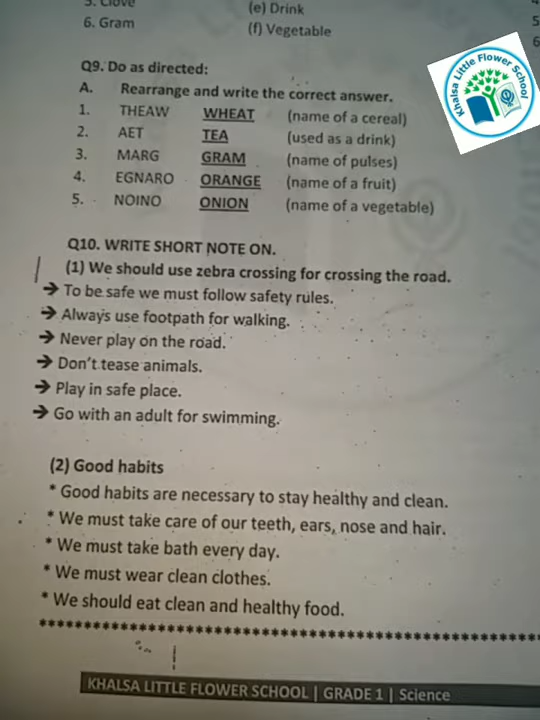 5. Clove
(e) Drink
6. Gram
(f) Vegetable
5
6
Khalsa Little Flower School
Q9. Do as directed:
A. Rearrange and write the correct answer.
1. THEAW WHEAT (name of a cereal)
2. AET TEA (used as a drink)
3. MARG GRAM (name of pulses)
4. EGNARO ORANGE (name of a fruit)
5. NOINO ONION (name of a vegetable)
Q10. WRITE SHORT NOTE ON.
(1) We should use zebra crossing for crossing the road.
➔ To be safe we must follow safety rules.
➔ Always use footpath for walking.
➔ Never play on the road.
➔ Don't tease animals.
➔ Play in safe place.
➔ Go with an adult for swimming.
(2) Good habits
* Good habits are necessary to stay healthy and clean.
* We must take care of our teeth, ears, nose and hair.
* We must take bath every day.
* We must wear clean clothes.
* We should eat clean and healthy food.
KHALSA LITTLE FLOWER SCHOOL | GRADE 1 | Science